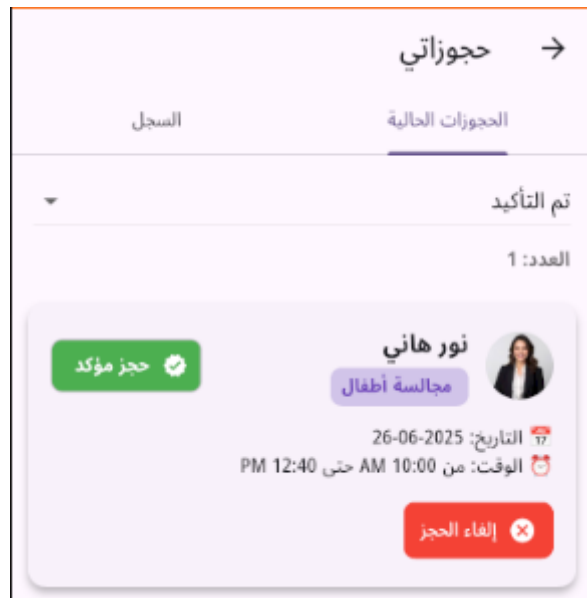 حجوزاتي
الحجوزات الحالية
السجل
تم التأكيد
العدد: 1
نور هاني
مجالسة أطفال
حجز مؤكد
التاريخ: 2025-06-26
الوقت: من 10:00 AM حتى 12:40 PM
إلغاء الحجز